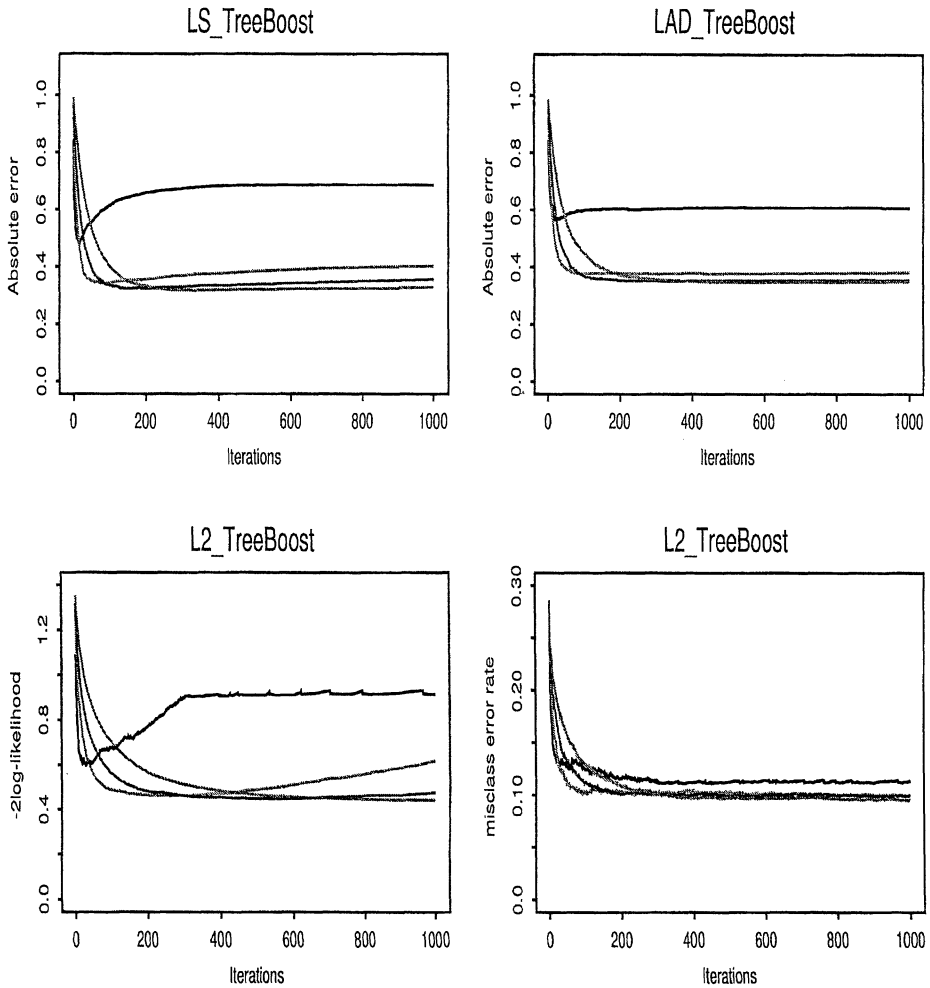 LS_TreeBoost
Absolute error
1.0
0.8
0.6
0.4
0.2
0.0
0 200 400 600 800 1000
Iterations
LAD_TreeBoost
Absolute error
1.0
0.8
0.6
0.4
0.2
0.0
0 200 400 600 800 1000
Iterations
L2_TreeBoost
-2log-likelihood
1.2
0.8
0.4
0.0
0 200 400 600 800 1000
Iterations
L2_TreeBoost
misclass error rate
0.30
0.20
0.10
0.0
0 200 400 600 800 1000
Iterations